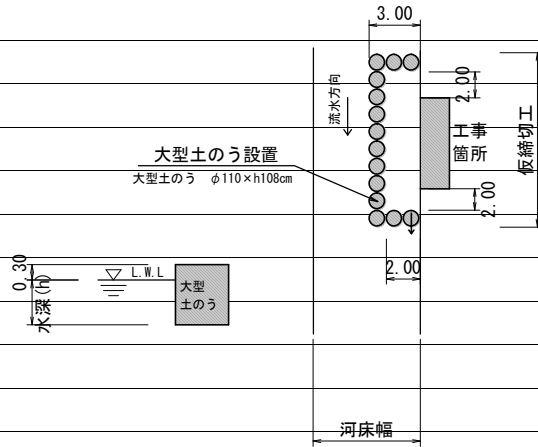 3.00
流水方向
2.00
工事
箇所
仮締切工
大型土のう設置
大型土のう φ110×h108cm
2.00
2.00
0.30
L.W.L
大型
土のう
水深(h)
河床幅